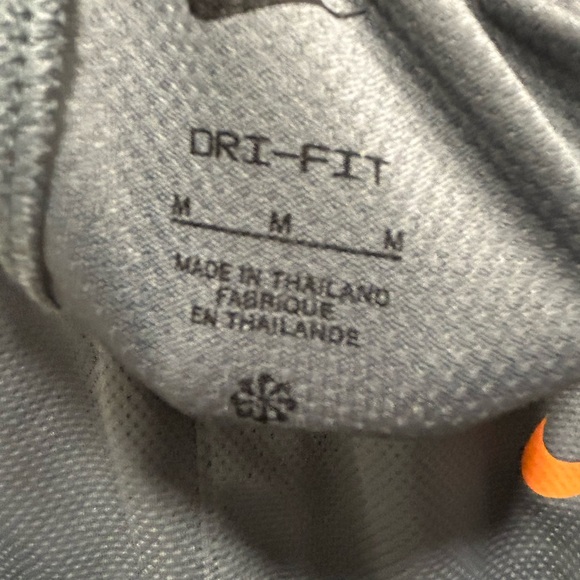 DRI-FIT
M M M
MADE IN THAILAND
FABRIQUE
EN THAILANDE